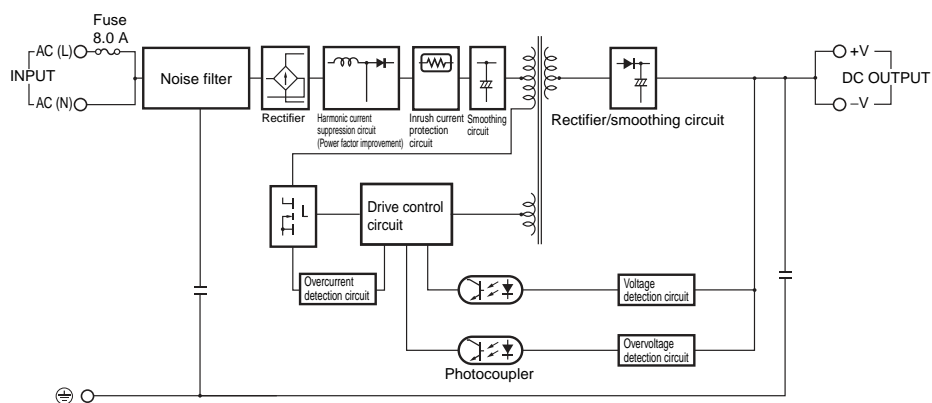 Fuse
8.0 A
AC (L)
INPUT
AC (N)
Noise filter
Rectifier
Harmonic current
suppression circuit
(Power factor improvement)
Inrush current
protection
circuit
Smoothing
circuit
Rectifier/smoothing circuit
+V
DC OUTPUT
−V
Drive control
circuit
Overcurrent
detection circuit
Voltage
detection circuit
Overvoltage
detection circuit
Photocoupler